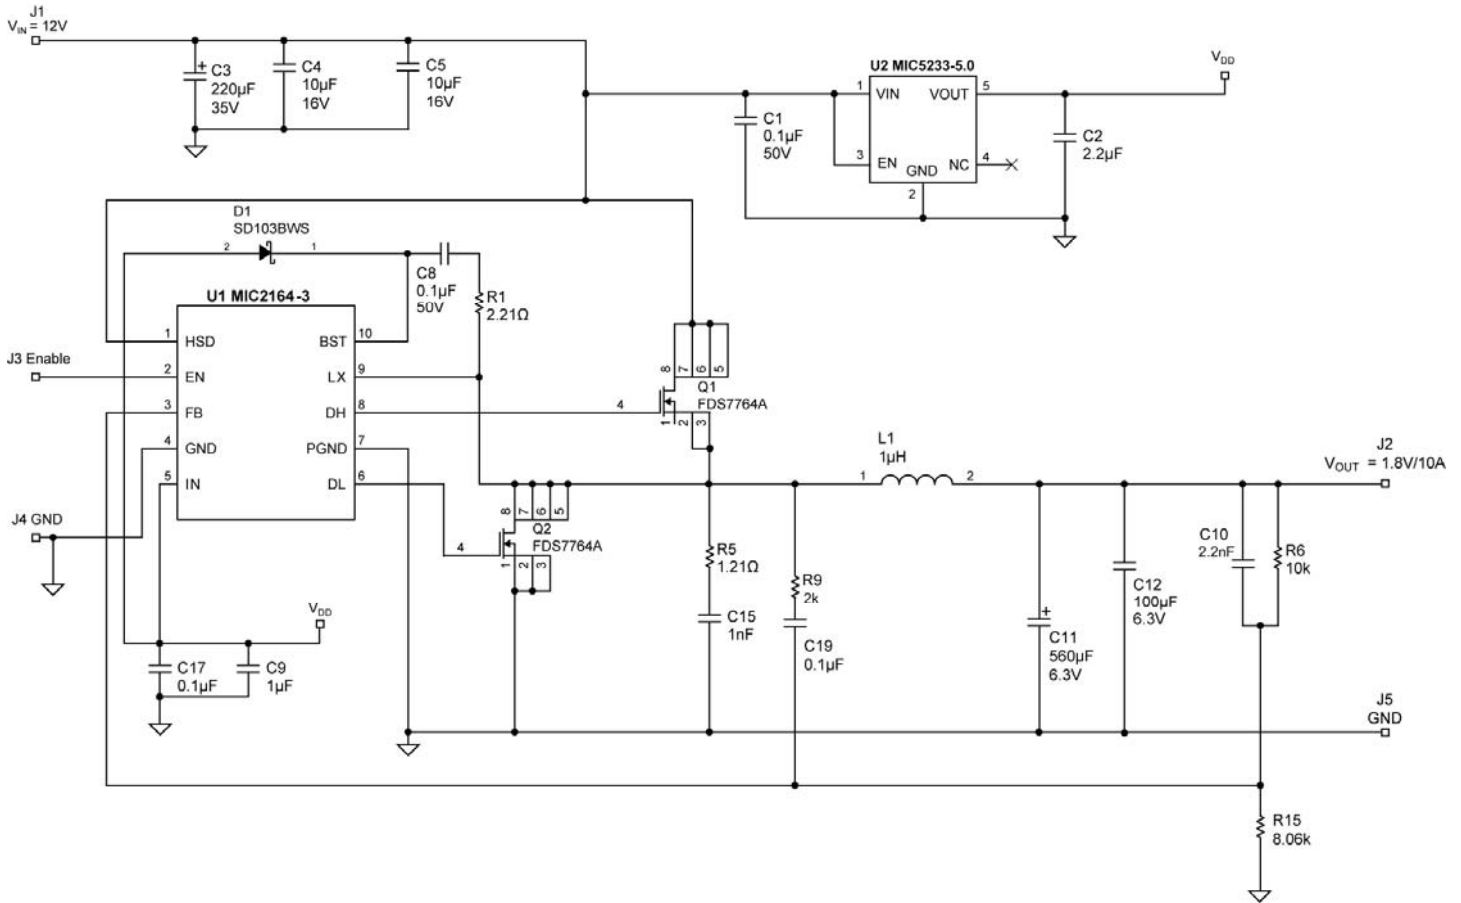 J1
VIN = 12V
C3
220µF
35V
+
C4
10µF
16V
C5
10µF
16V
U2 MIC5233-5.0
1
VIN
VOUT
5
3
EN
GND
NC
4
2
C1
0.1µF
50V
VDD
C2
2.2µF
D1
SD103BWS
2
1
C8
0.1µF
50V
R1
2.21Ω
U1 MIC2164-3
1
HSD
BST
10
J3 Enable
2
EN
LX
9
3
FB
DH
8
4
GND
PGND
7
5
IN
DL
6
J4 GND
8
7
6
5
Q1
FDS7764A
4
1
2
3
8
7
6
5
Q2
FDS7764A
4
1
2
3
L1
1µH
1
2
J2
VOUT = 1.8V/10A
R5
1.21Ω
C15
1nF
R9
2k
C19
0.1µF
+
C11
560µF
6.3V
C12
100µF
6.3V
C10
2.2nF
R6
10k
VDD
C17
0.1µF
C9
1µF
J5
GND
R15
8.06k